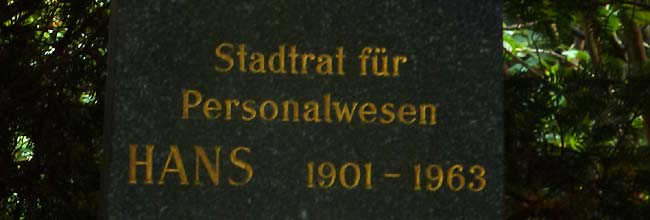 Stadtrat für
Personalwesen
HANS 1901 – 1963